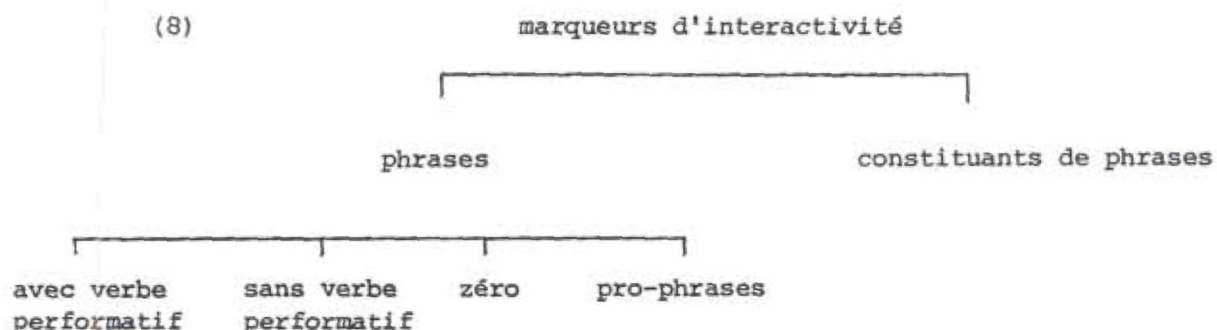 (8) marqueurs d'interactivité
phrases constituants de phrases
avec verbe sans verbe zéro pro-phrases
performatif performatif